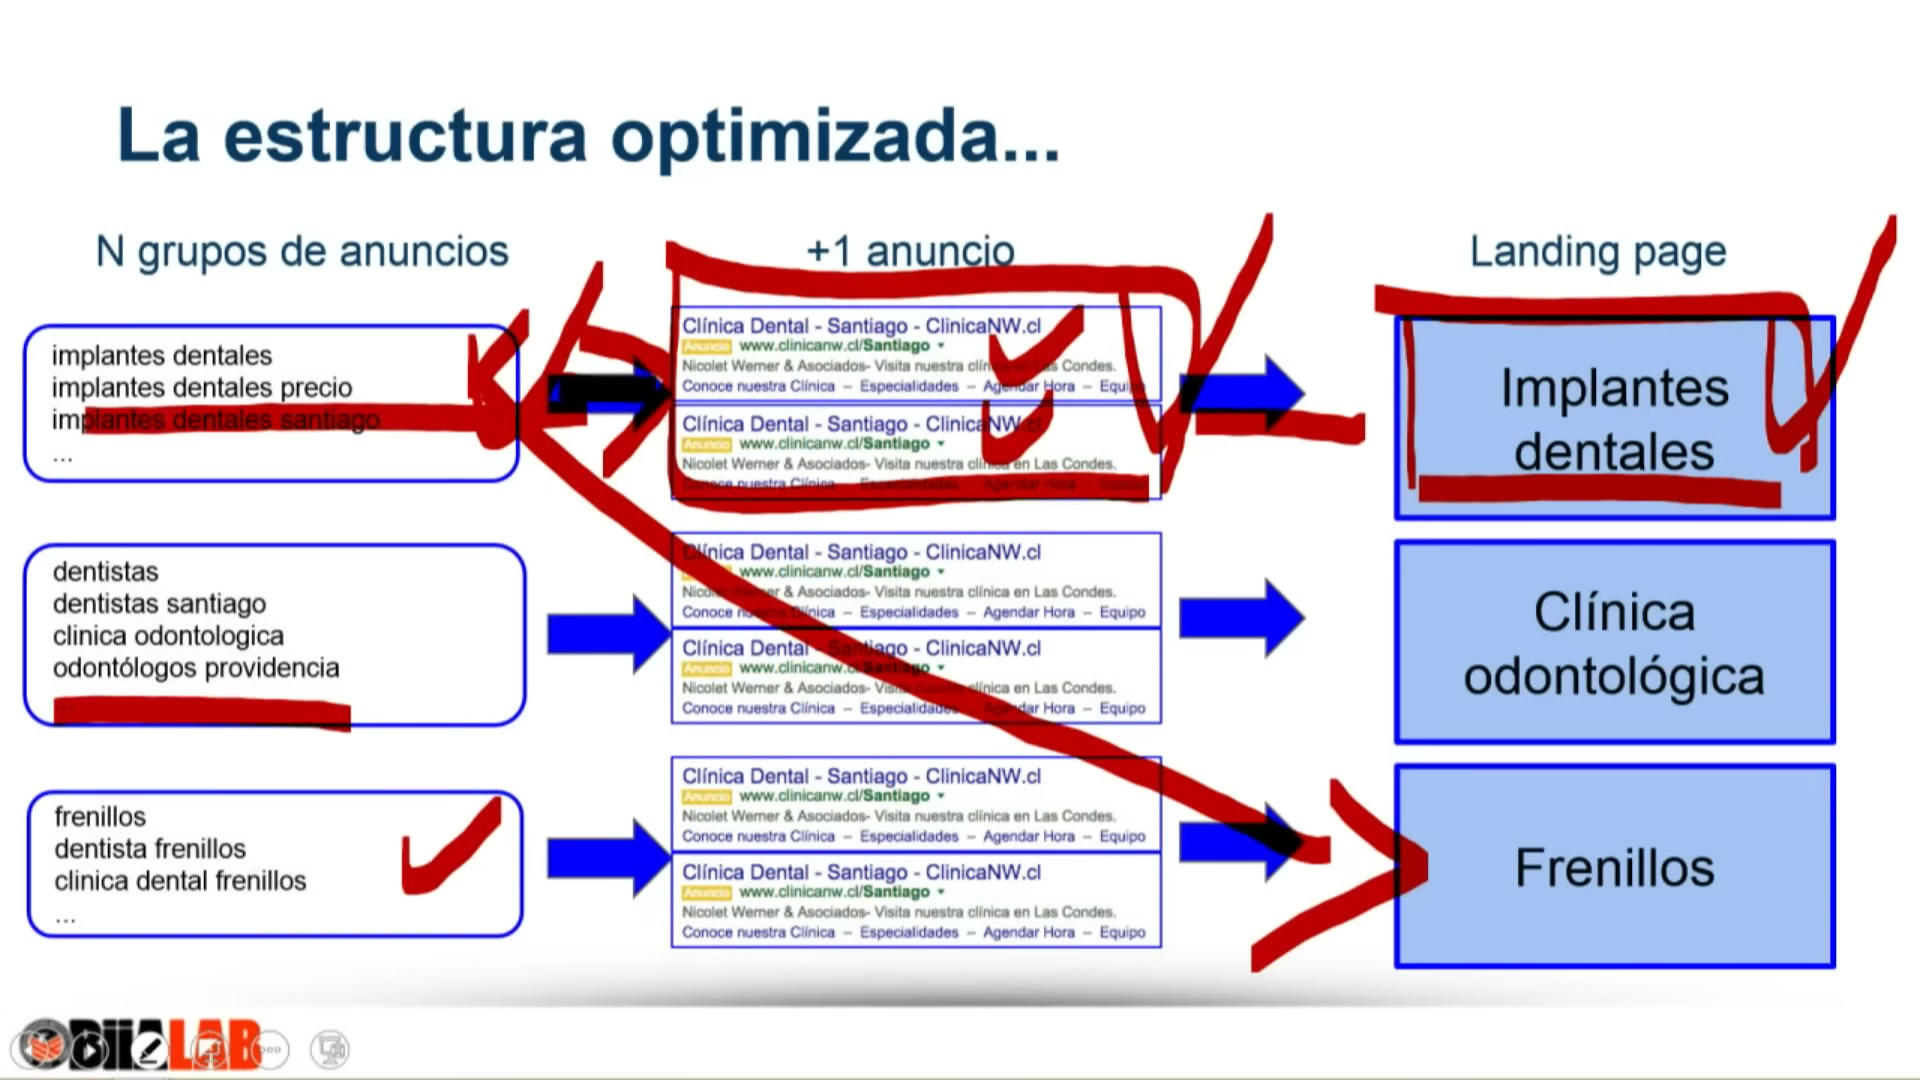 La estructura optimizada...
N grupos de anuncios
+1 anuncio
Landing page
implantes dentales
implantes dentales precio
implantes dentales santiago
...
Clínica Dental - Santiago - ClinicaNW.cl
Anuncio www.clinicanw.cl/Santiago
Nicolet Werner & Asociados- Visita nuestra clínica en Las Condes.
Conoce nuestra Clínica – Especialidades – Agendar Hora – Equipo
Clínica Dental - Santiago - ClinicaNW.cl
Anuncio www.clinicanw.cl/Santiago
Nicolet Werner & Asociados- Visita nuestra clínica en Las Condes.
Conoce nuestra Clínica – Especialidades – Agendar Hora – Equipo
Implantes
dentales
dentistas
dentistas santiago
clinica odontologica
odontólogos providencia
...
Clínica Dental - Santiago - ClinicaNW.cl
www.clinicanw.cl/Santiago
Nicolet Werner & Asociados- Visita nuestra clínica en Las Condes.
Conoce nuestra Clínica – Especialidades – Agendar Hora – Equipo
Clínica Dental - Santiago - ClinicaNW.cl
Anuncio www.clinicanw.cl/Santiago
Nicolet Werner & Asociados- Visita nuestra clínica en Las Condes.
Conoce nuestra Clínica – Especialidades – Agendar Hora – Equipo
Clínica
odontológica
frenillos
dentista frenillos
clinica dental frenillos
...
Clínica Dental - Santiago - ClinicaNW.cl
Anuncio www.clinicanw.cl/Santiago
Nicolet Werner & Asociados- Visita nuestra clínica en Las Condes.
Conoce nuestra Clínica – Especialidades – Agendar Hora – Equipo
Clínica Dental - Santiago - ClinicaNW.cl
Anuncio www.clinicanw.cl/Santiago
Nicolet Werner & Asociados- Visita nuestra clínica en Las Condes.
Conoce nuestra Clínica – Especialidades – Agendar Hora – Equipo
Frenillos
BiiALAB